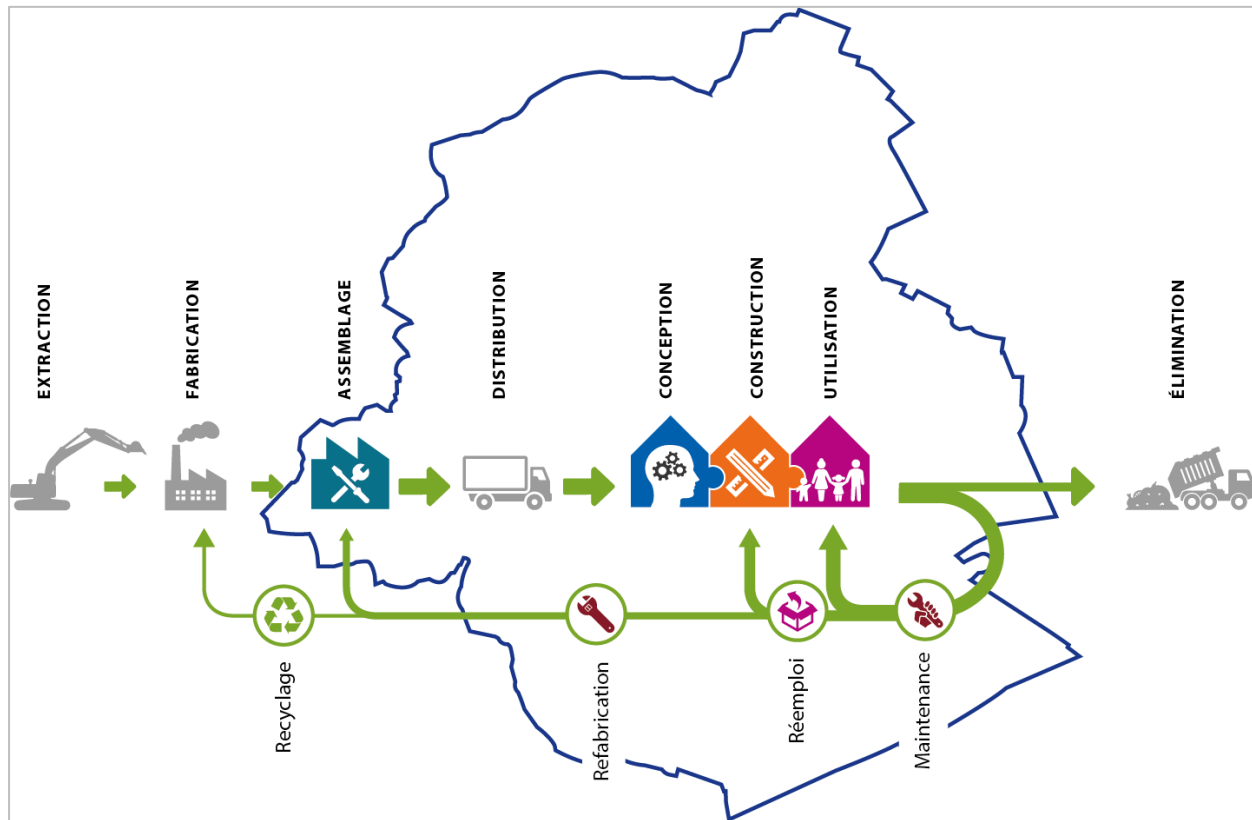 EXTRACTION
FABRICATION
ASSEMBLAGE
DISTRIBUTION
CONCEPTION
CONSTRUCTION
UTILISATION
ÉLIMINATION
Recyclage
Refabrication
Réemploi
Maintenance